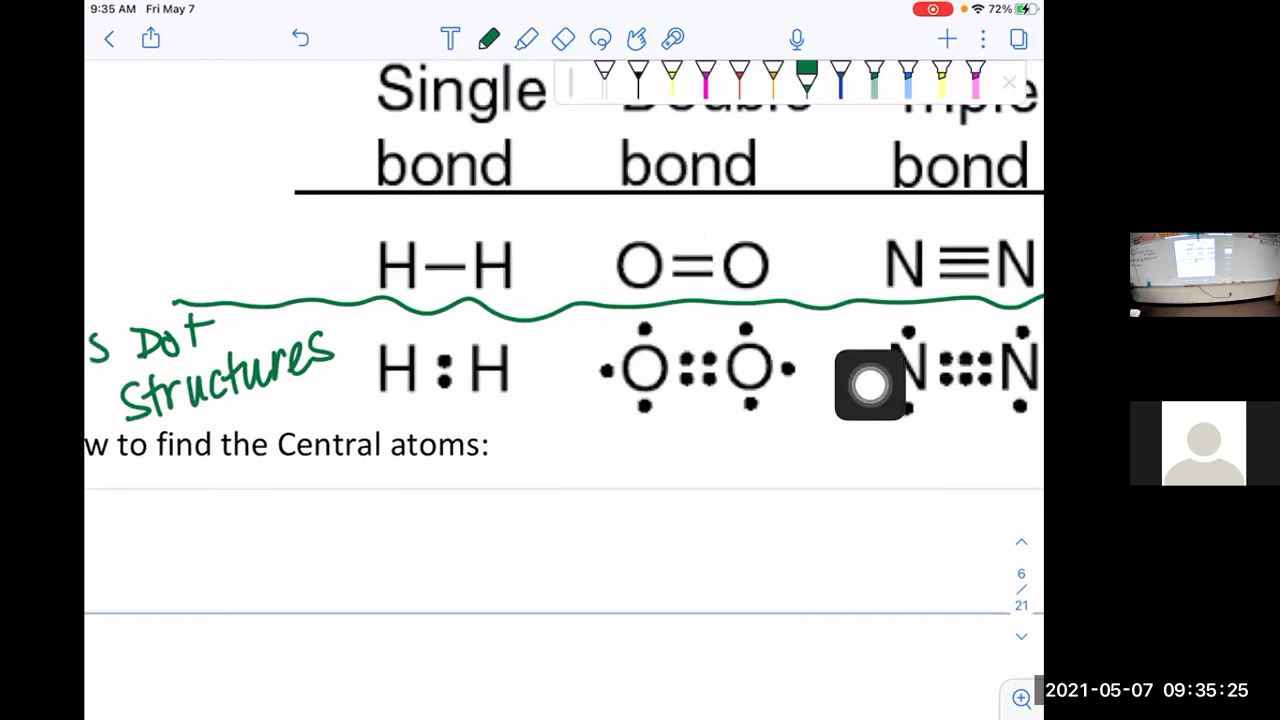 9:35 AM Fri May 7
72%
Single Double Triple
bond bond bond
H–H O=O N≡N
s Dot
Structures
H:H ·O::O· N:::N
w to find the Central atoms:
6
/
21
2021-05-07 09:35:25